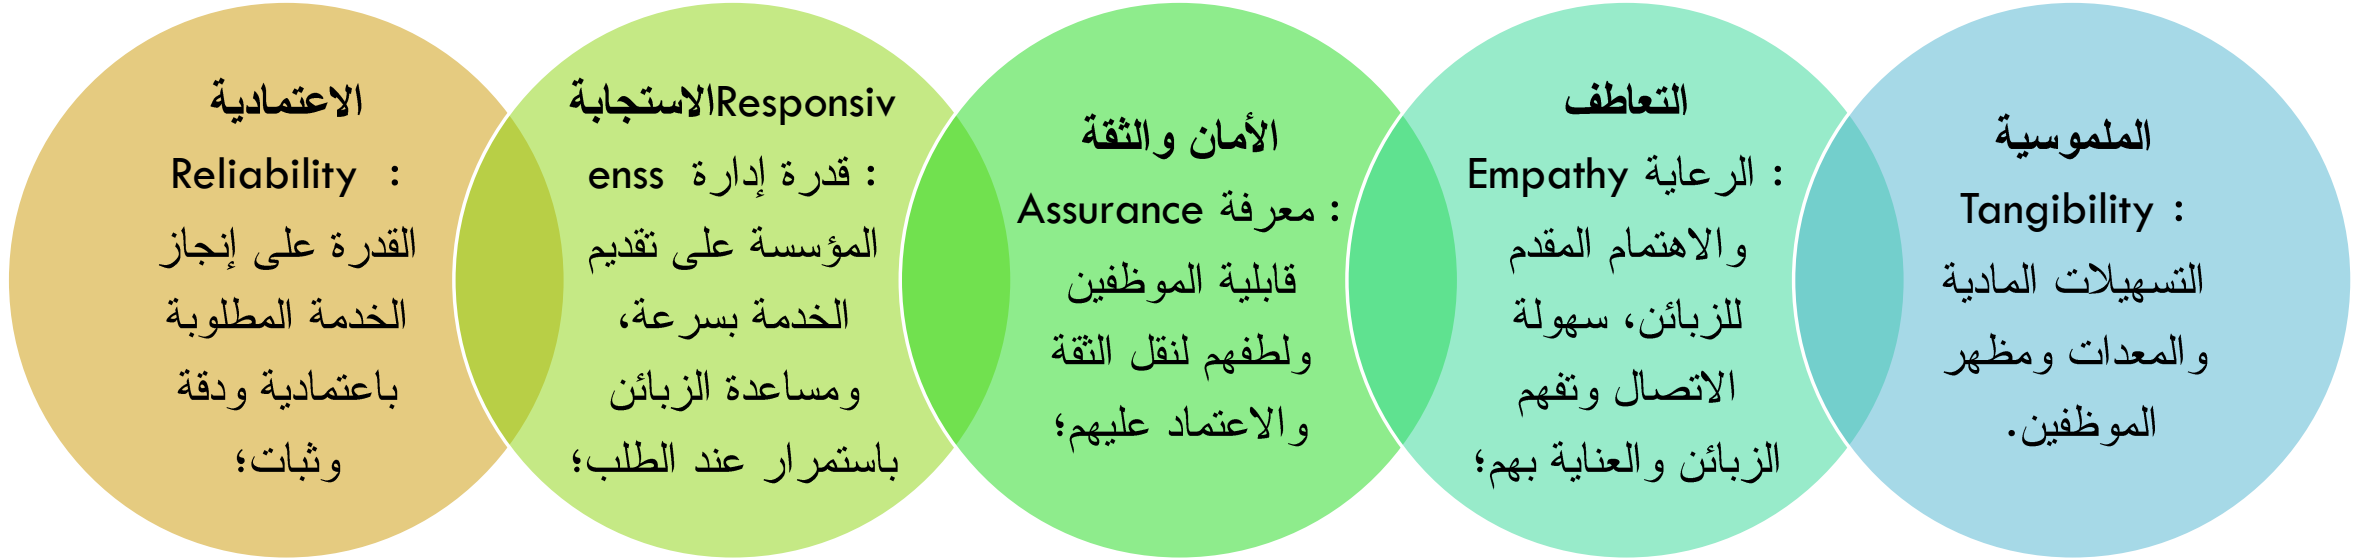 الاعتمادية
Reliability :
القدرة على إنجاز
الخدمة المطلوبة
باعتمادية ودقة
وثبات؛
الاستجابةResponsiv
enss : قدرة إدارة
المؤسسة على تقديم
الخدمة بسرعة،
ومساعدة الزبائن
باستمرار عند الطلب؛
الأمان والثقة
Assurance : معرفة
قابلية الموظفين
ولطفهم لنقل الثقة
والاعتماد عليهم؛
التعاطف
Empathy : الرعاية
والاهتمام المقدم
للزبائن، سهولة
الاتصال وتفهم
الزبائن والعناية بهم؛
الملموسية
Tangibility :
التسهيلات المادية
والمعدات ومظهر
الموظفين.